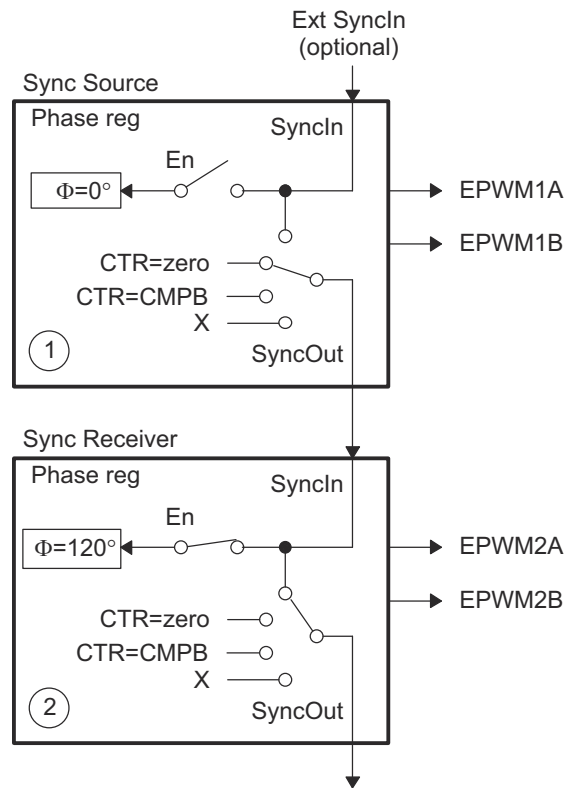 Ext SyncIn
(optional)
Sync Source
Phase reg
SyncIn
En
Φ=0°
EPWM1A
EPWM1B
CTR=zero
CTR=CMPB
X
1
SyncOut
Sync Receiver
Phase reg
SyncIn
En
Φ=120°
EPWM2A
EPWM2B
CTR=zero
CTR=CMPB
X
2
SyncOut